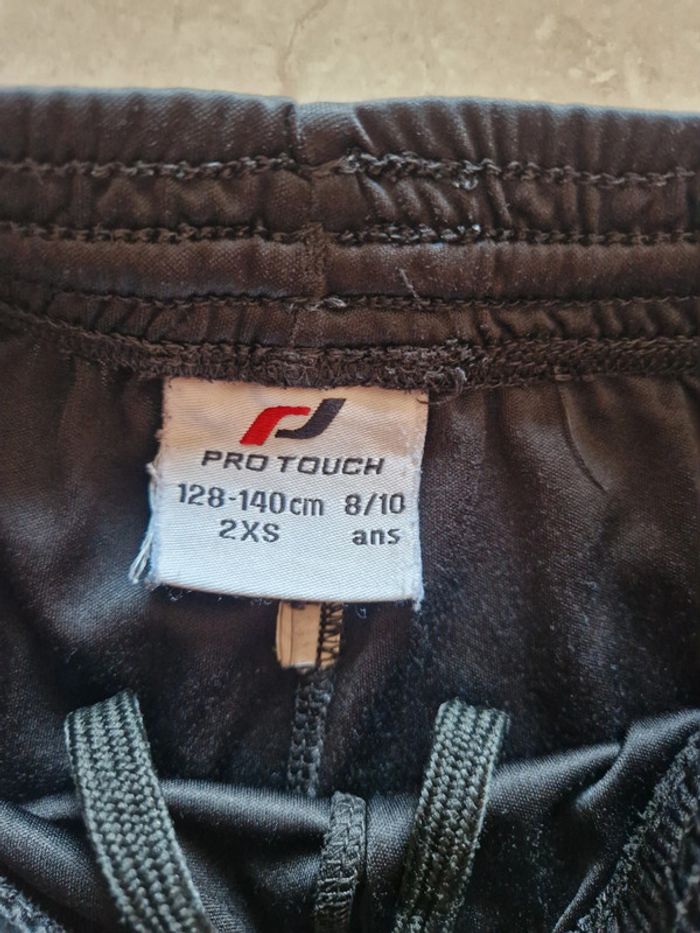 PRO TOUCH
128-140cm 8/10
2XS ans